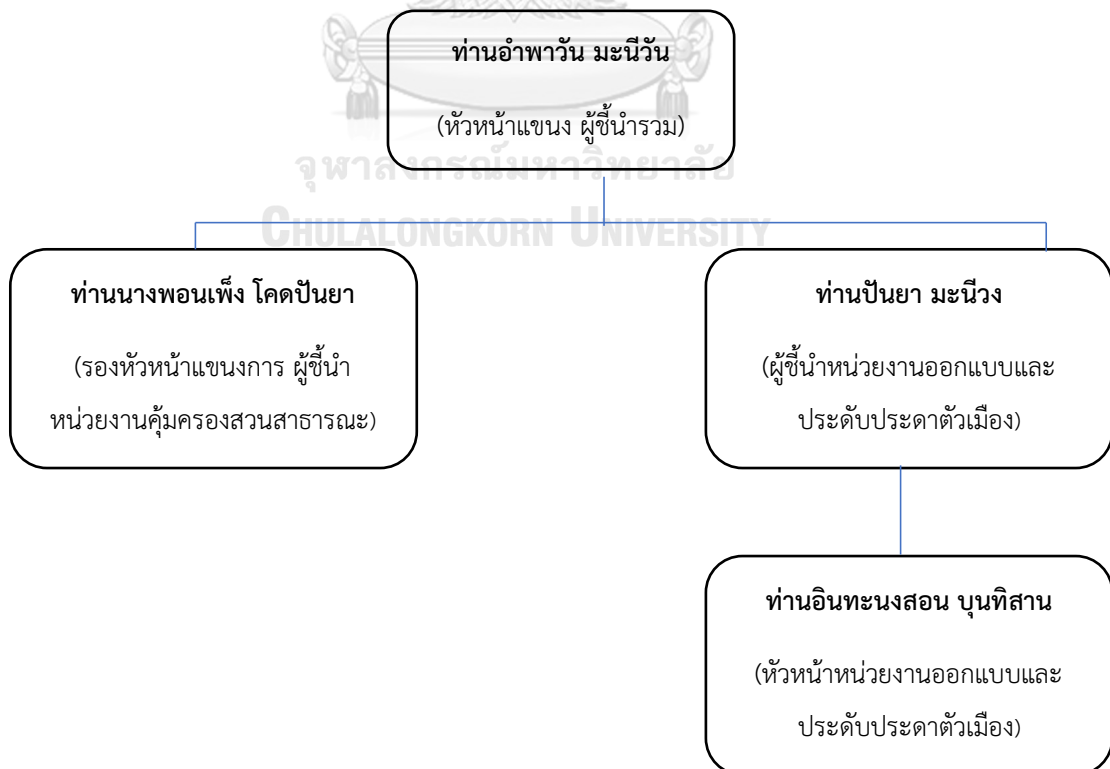 ท่านอำพาวัน มะนีวัน
(หัวหน้าแขนง ผู้ชี้นำรวม)
จุฬาลงกรณ์มหาวิทยาลัย
CHULALONGKORN UNIVERSITY
ท่านนางพอนเพ็ง โคดปันยา
(รองหัวหน้าแขนงการ ผู้ชี้นำ
หน่วยงานคุ้มครองสวนสาธารณะ)
ท่านปันยา มะนีวง
(ผู้ชี้นำหน่วยงานออกแบบและ
ประดับประดาตัวเมือง)
ท่านอินทะนงสอน บุนทิสาน
(หัวหน้าหน่วยงานออกแบบและ
ประดับประดาตัวเมือง)